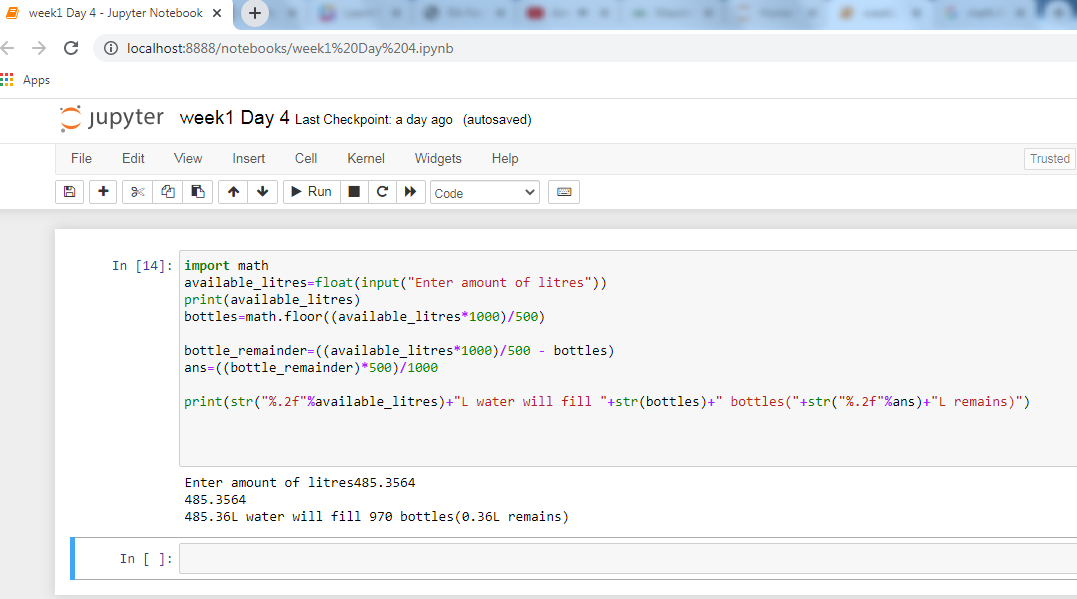 week1 Day 4 - Jupyter Notebook
localhost:8888/notebooks/week1%20Day%204.ipynb
Apps
jupyter week1 Day 4 Last Checkpoint: a day ago (autosaved)
File Edit View Insert Cell Kernel Widgets Help Trusted
Run Code
In [14]: import math
available_litres=float(input("Enter amount of litres"))
print(available_litres)
bottles=math.floor((available_litres*1000)/500)
bottle_remainder=((available_litres*1000)/500 - bottles)
ans=((bottle_remainder)*500)/1000
print(str("%.2f"%available_litres)+"L water will fill "+str(bottles)+" bottles("+str("%.2f"%ans)+"L remains)")
Enter amount of litres485.3564
485.3564
485.36L water will fill 970 bottles(0.36L remains)
In [ ]: